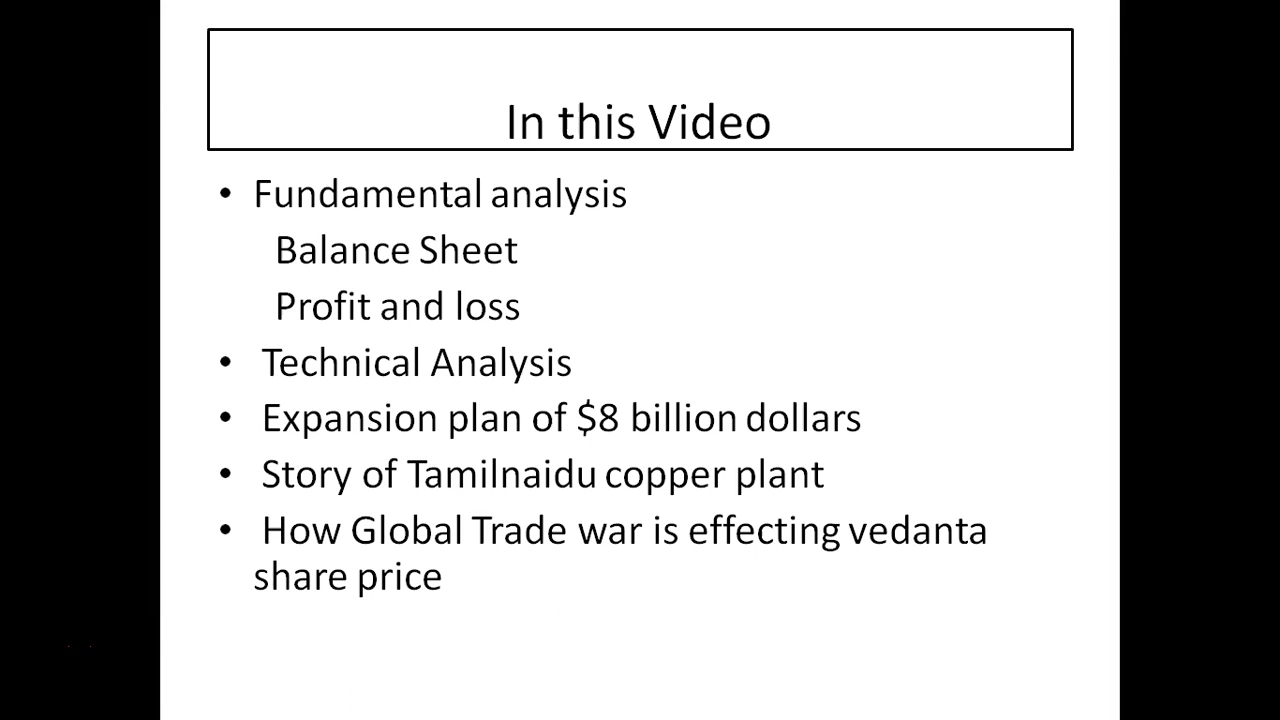 In this Video
• Fundamental analysis
Balance Sheet
Profit and loss
• Technical Analysis
• Expansion plan of $8 billion dollars
• Story of Tamilnaidu copper plant
• How Global Trade war is effecting vedanta
share price